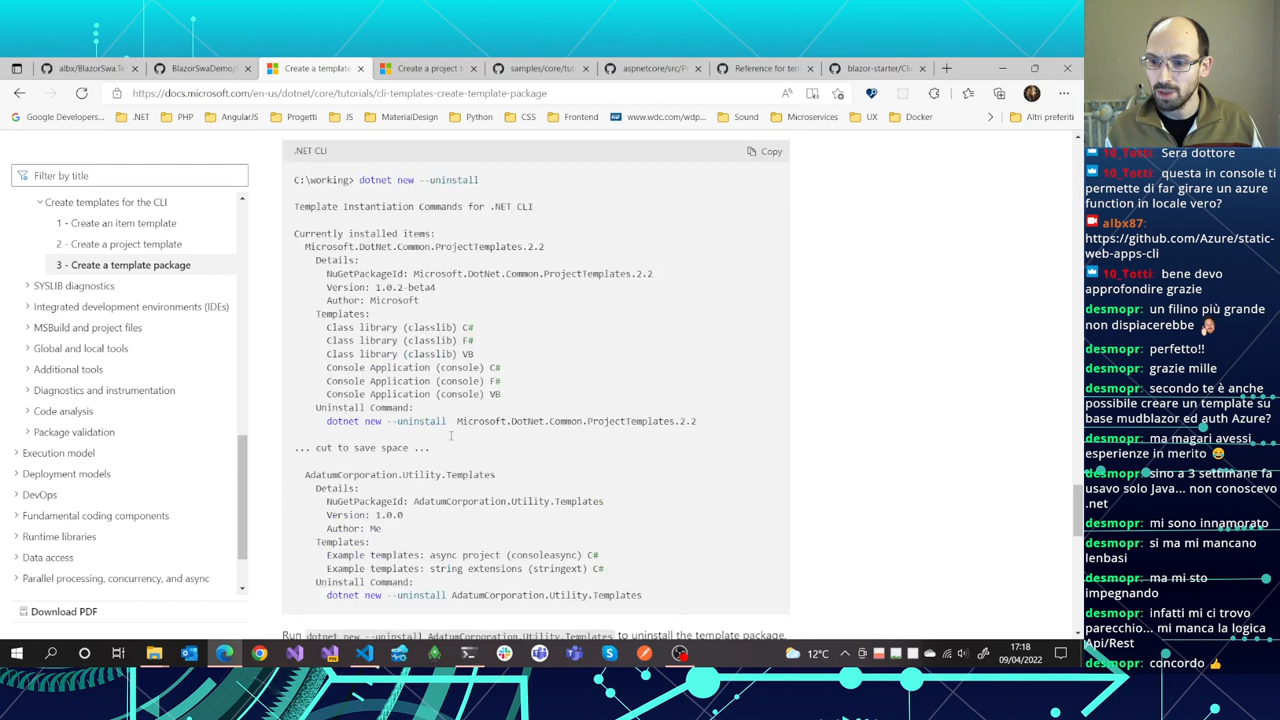 albx/BlazorSwa.Te
BlazorSwaDemo/
Create a template
Create a project t
samples/core/tut
aspnetcore/src/P
Reference for tem
blazor-starter/Clie
https://docs.microsoft.com/en-us/dotnet/core/tutorials/cli-templates-create-template-package
Google Developers...
.NET
PHP
AngularJS
Progetti
JS
MaterialDesign
Python
CSS
Frontend
www.wdc.com/wdp...
Sound
Microservices
UX
Docker
Altri preferiti
Filter by title
Create templates for the CLI
1 - Create an item template
2 - Create a project template
3 - Create a template package
SYSLIB diagnostics
Integrated development environments (IDEs)
MSBuild and project files
Global and local tools
Additional tools
Diagnostics and instrumentation
Code analysis
Package validation
Execution model
Deployment models
DevOps
Fundamental coding components
Runtime libraries
Data access
Parallel processing, concurrency, and async
Download PDF
.NET CLI
Copy
C:\working> dotnet new --uninstall
Template Instantiation Commands for .NET CLI
Currently installed items:
Microsoft.DotNet.Common.ProjectTemplates.2.2
Details:
NuGetPackageId: Microsoft.DotNet.Common.ProjectTemplates.2.2
Version: 1.0.2-beta4
Author: Microsoft
Templates:
Class library (classlib) C#
Class library (classlib) F#
Class library (classlib) VB
Console Application (console) C#
Console Application (console) F#
Console Application (console) VB
Uninstall Command:
dotnet new --uninstall Microsoft.DotNet.Common.ProjectTemplates.2.2
... cut to save space ...
AdatumCorporation.Utility.Templates
Details:
NuGetPackageId: AdatumCorporation.Utility.Templates
Version: 1.0.0
Author: Me
Templates:
Example templates: async project (consoleasync) C#
Example templates: string extensions (stringext) C#
Uninstall Command:
dotnet new --uninstall AdatumCorporation.Utility.Templates
Run dotnet new --uninstall AdatumCorporation.Utility.Templates to uninstall the template package.
12°C
17:18
09/04/2022
10_Totti: Sera dottore
10_Totti: questa in console ti
permette di far girare un azure
function in locale vero?
albx87:
https://github.com/Azure/static-
web-apps-cli
10_Totti: bene devo
approfondire grazie
desmopr: un filino più grande
non dispiacerebbe
desmopr: perfetto!!
desmopr: grazie mille
desmopr: secondo te è anche
possibile creare un template su
base mudblazor ed auth Azure?
desmopr: ma magari avessi
esperienze in merito 😅
desmopr: sino a 3 settimane fa
usavo solo Java... non conoscevo
.net
desmopr: mi sono innamorato
desmopr: si ma mi mancano
lenbasi
desmopr: ma mi sto
impegnando
desmopr: infatti mi ci trovo
parecchio... mi manca la logica
Api/Rest
desmopr: concordo 👍